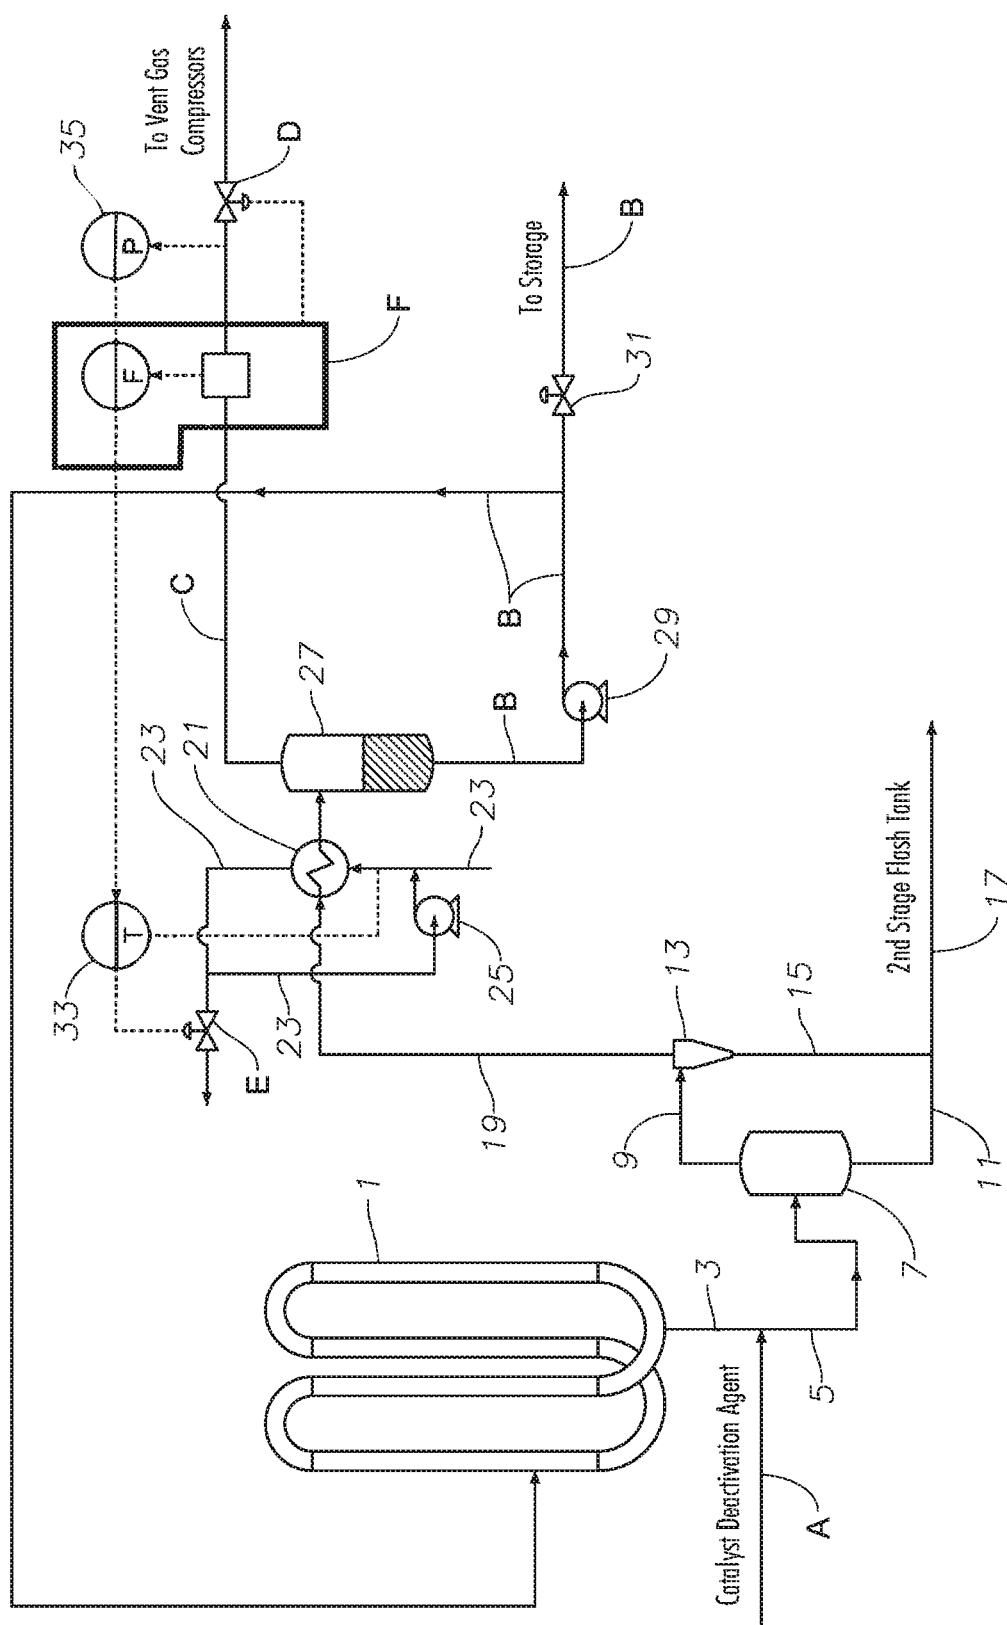 To Vent Gas
Compressors
35
D
P
F
F
To Storage
B
31
C
B
29
27
B
23
21
23
T
33
25
23
E
13
15
2nd Stage Flash Tank
17
19
9
11
7
1
3
5
Catalyst Deactivation Agent
A